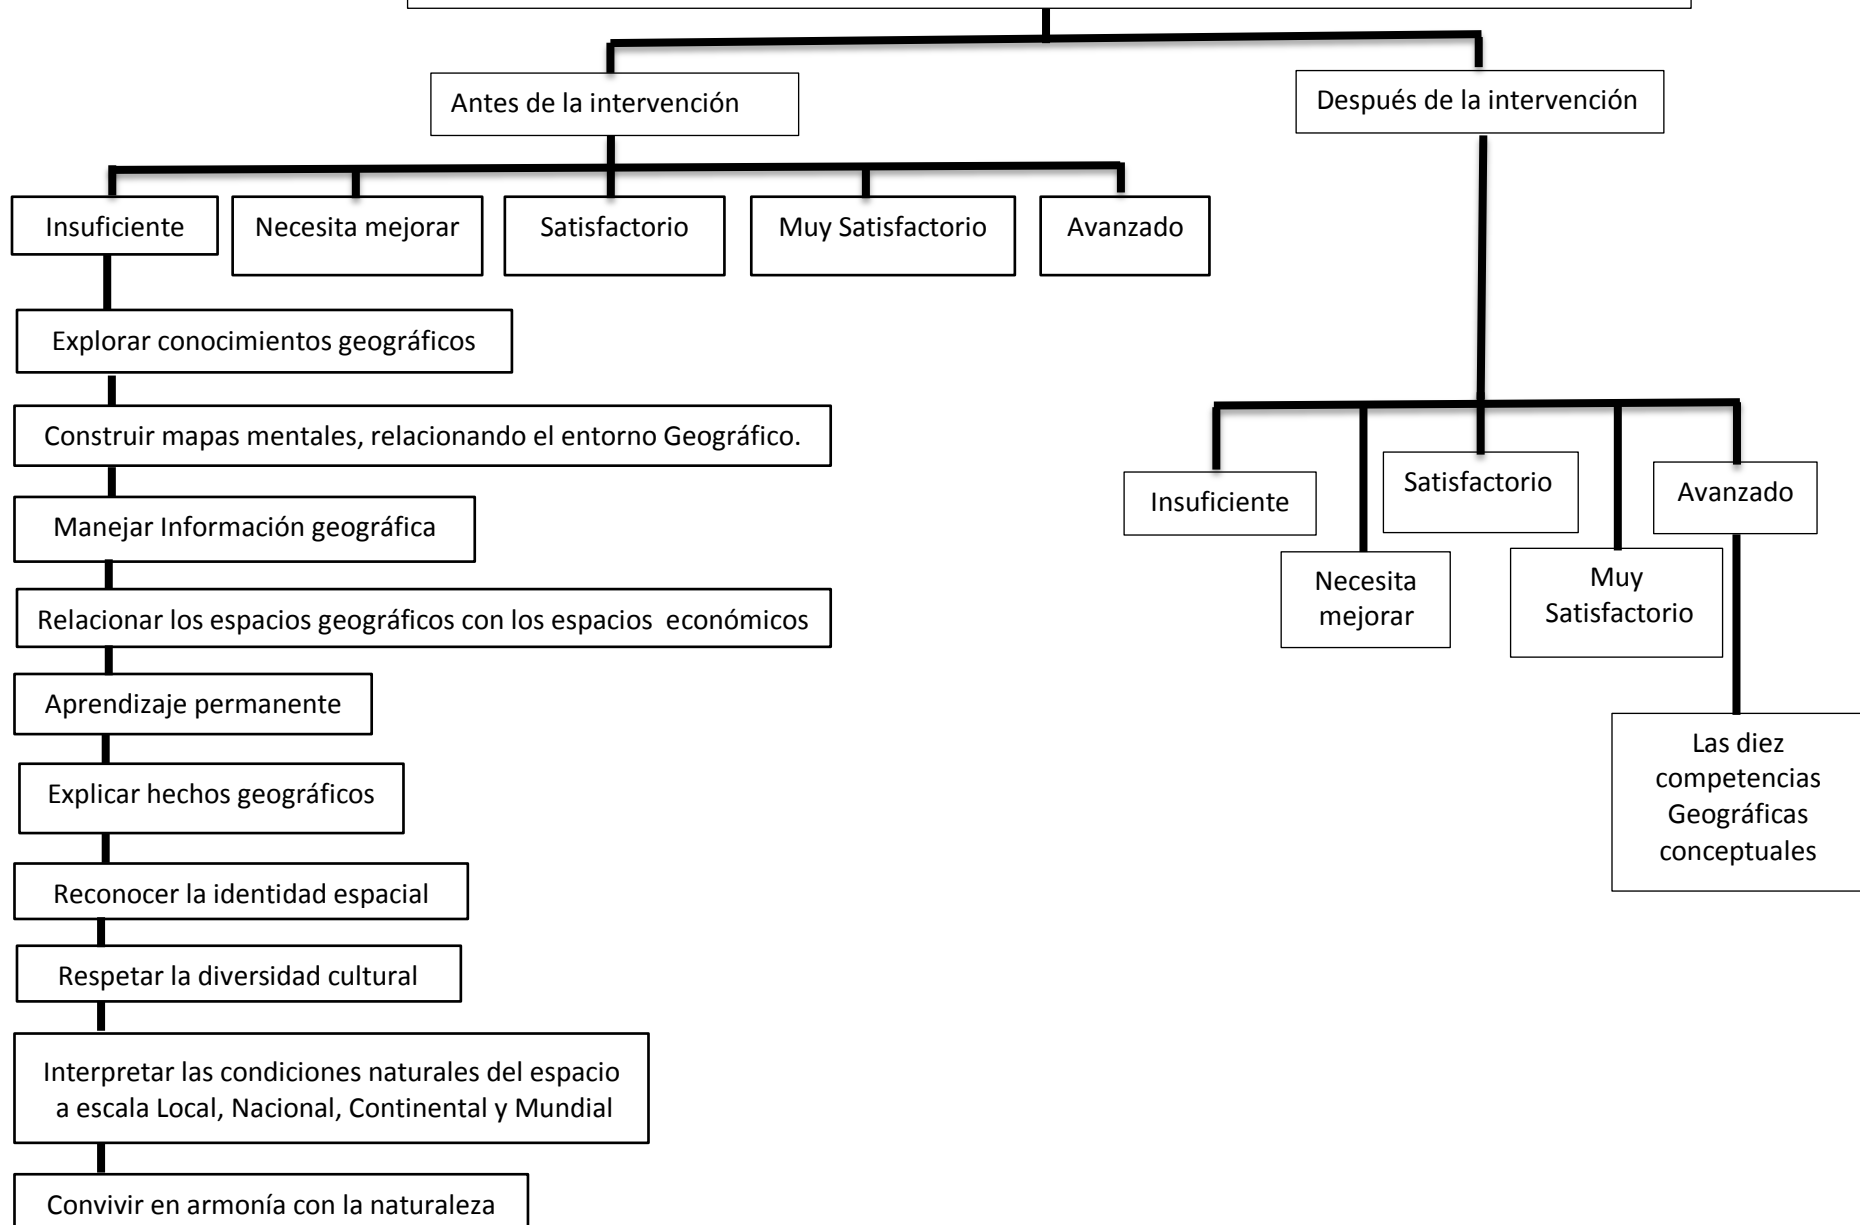 Antes de la intervención
Después de la intervención
Insuficiente
Necesita mejorar
Satisfactorio
Muy Satisfactorio
Avanzado
Explorar conocimientos geográficos
Construir mapas mentales, relacionando el entorno Geográfico.
Manejar Información geográfica
Relacionar los espacios geográficos con los espacios económicos
Aprendizaje permanente
Explicar hechos geográficos
Reconocer la identidad espacial
Respetar la diversidad cultural
Interpretar las condiciones naturales del espacio
a escala Local, Nacional, Continental y Mundial
Convivir en armonía con la naturaleza
Insuficiente
Necesita
mejorar
Satisfactorio
Muy
Satisfactorio
Avanzado
Las diez
competencias
Geográficas
conceptuales